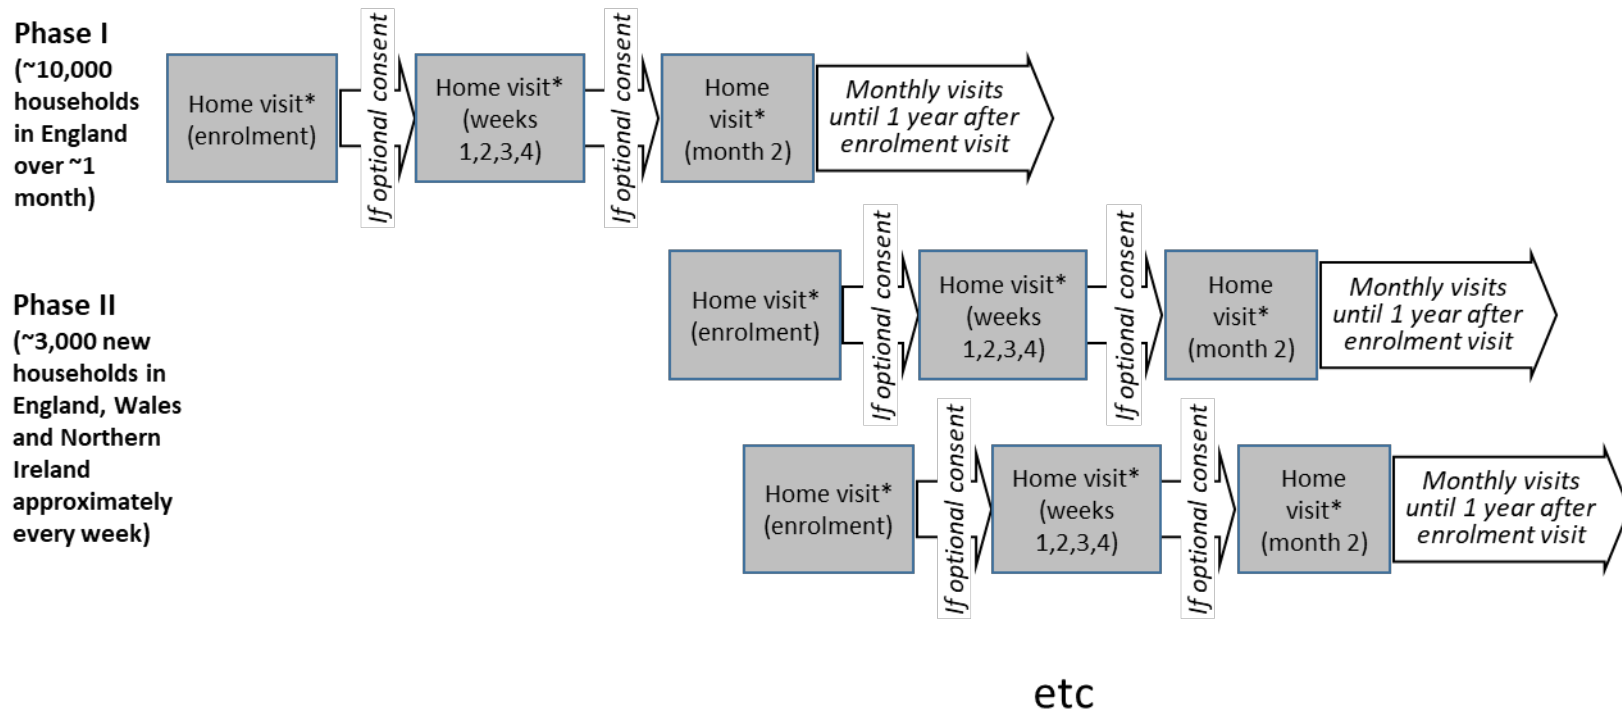 Phase I
(~10,000
households
in England
over ~1
month)
Home visit*
(enrolment)
If optional consent
Home visit*
(weeks
1,2,3,4)
If optional consent
Home
visit*
(month 2)
Monthly visits
until 1 year after
enrolment visit
Phase II
(~3,000 new
households in
England, Wales
and Northern
Ireland
approximately
every week)
Home visit*
(enrolment)
If optional consent
Home visit*
(weeks
1,2,3,4)
If optional consent
Home
visit*
(month 2)
Monthly visits
until 1 year after
enrolment visit
Home visit*
(enrolment)
If optional consent
Home visit*
(weeks
1,2,3,4)
If optional consent
Home
visit*
(month 2)
Monthly visits
until 1 year after
enrolment visit
etc